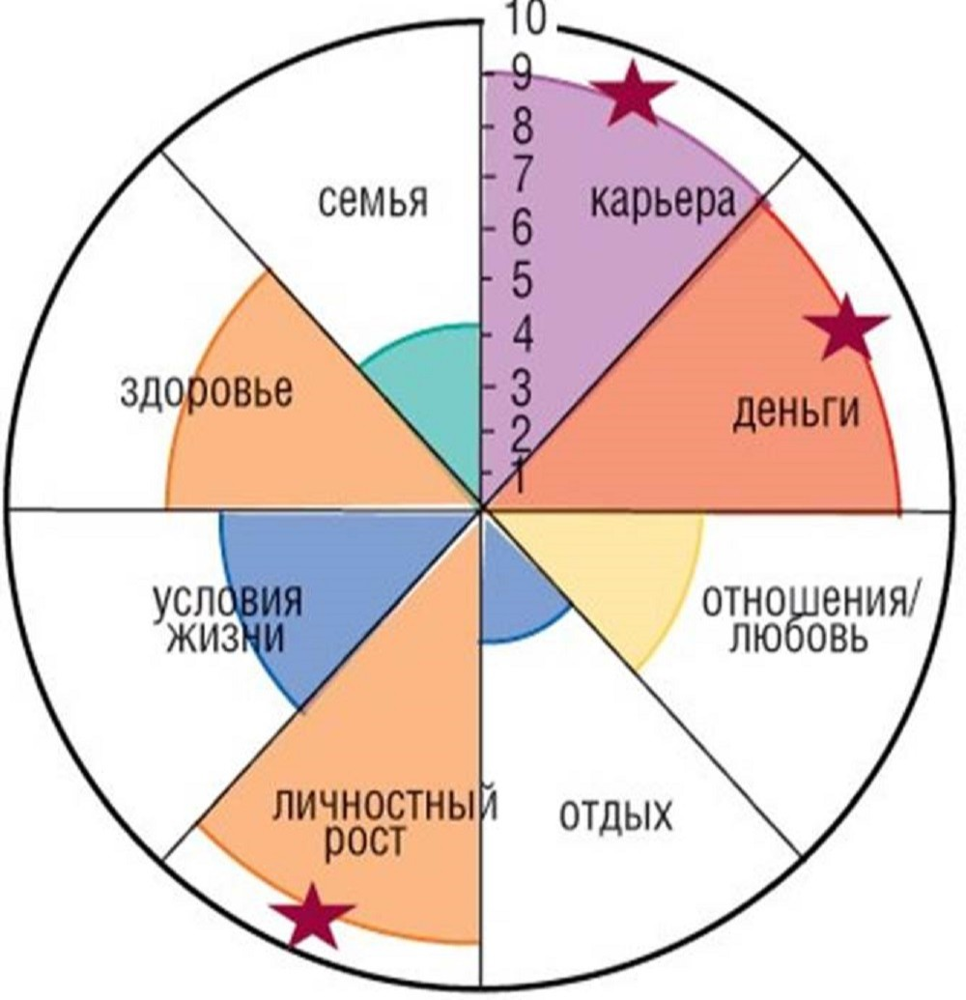 10
9
8
7
6
5
4
3
2
1
семья
карьера
здоровье
деньги
условия
жизни
отношения/
любовь
личностный
рост
отдых